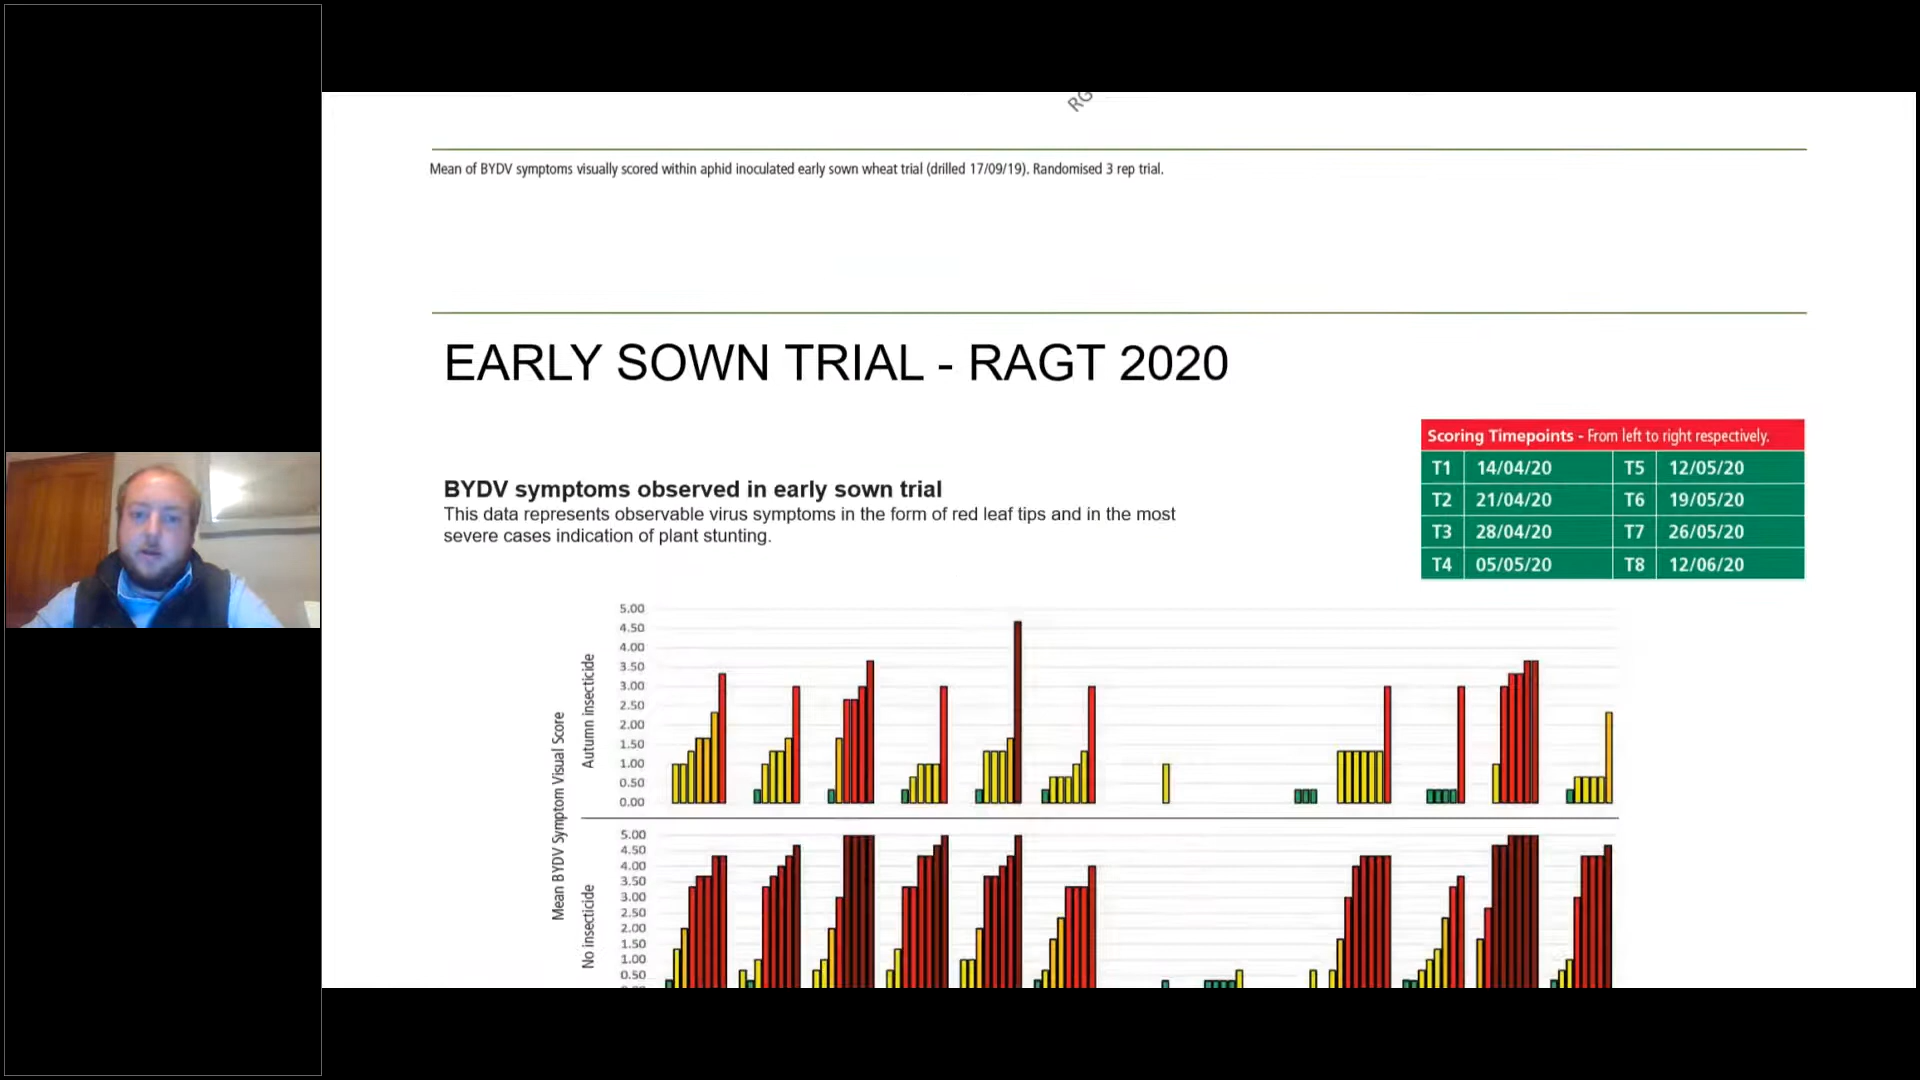 RG
Mean of BYDV symptoms visually scored within aphid inoculated early sown wheat trial (drilled 17/09/19). Randomised 3 rep trial.
EARLY SOWN TRIAL - RAGT 2020
Scoring Timepoints - From left to right respectively.
T1 14/04/20 T5 12/05/20
T2 21/04/20 T6 19/05/20
T3 28/04/20 T7 26/05/20
T4 05/05/20 T8 12/06/20
BYDV symptoms observed in early sown trial
This data represents observable virus symptoms in the form of red leaf tips and in the most
severe cases indication of plant stunting.
Mean BYDV Symptom Visual Score
Autumn insecticide
5.00
4.50
4.00
3.50
3.00
2.50
2.00
1.50
1.00
0.50
0.00
No insecticide
5.00
4.50
4.00
3.50
3.00
2.50
2.00
1.50
1.00
0.50